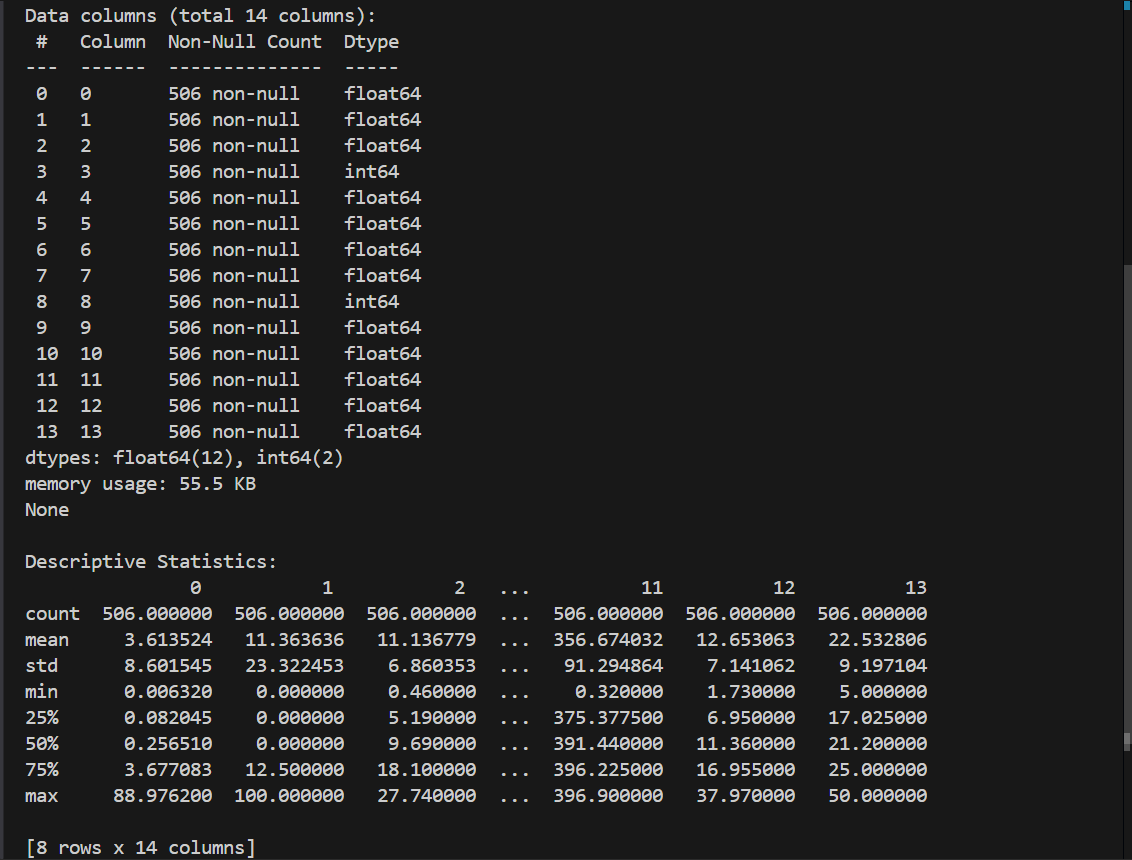 Data columns (total 14 columns):
 #   Column  Non-Null Count  Dtype
---  ------  --------------  -----
 0   0       506 non-null    float64
 1   1       506 non-null    float64
 2   2       506 non-null    float64
 3   3       506 non-null    int64
 4   4       506 non-null    float64
 5   5       506 non-null    float64
 6   6       506 non-null    float64
 7   7       506 non-null    float64
 8   8       506 non-null    int64
 9   9       506 non-null    float64
 10  10      506 non-null    float64
 11  11      506 non-null    float64
 12  12      506 non-null    float64
 13  13      506 non-null    float64
dtypes: float64(12), int64(2)
memory usage: 55.5 KB
None

Descriptive Statistics:
               0           1           2   ...          11          12          13
count  506.000000  506.000000  506.000000  ...  506.000000  506.000000  506.000000
mean     3.613524   11.363636   11.136779  ...  356.674032   12.653063   22.532806
std      8.601545   23.322453    6.860353  ...   91.294864    7.141062    9.197104
min      0.006320    0.000000    0.460000  ...    0.320000    1.730000    5.000000
25%      0.082045    0.000000    5.190000  ...  375.377500    6.950000   17.025000
50%      0.256510    0.000000    9.690000  ...  391.440000   11.360000   21.200000
75%      3.677083   12.500000   18.100000  ...  396.225000   16.955000   25.000000
max     88.976200  100.000000   27.740000  ...  396.900000   37.970000   50.000000

[8 rows x 14 columns]